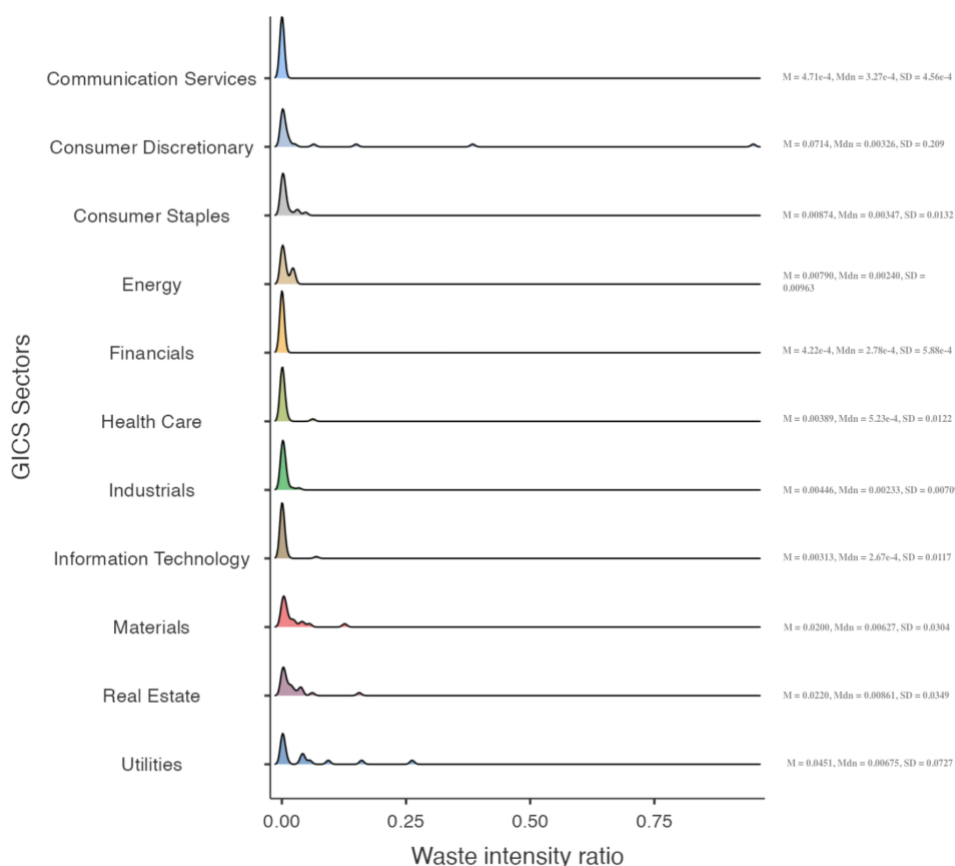 Communication Services
M = 4.71e-4, Mdn = 3.27e-4, SD = 4.56e-4
Consumer Discretionary
M = 0.0714, Mdn = 0.00326, SD = 0.209
Consumer Staples
M = 0.00874, Mdn = 0.00347, SD = 0.0132
Energy
M = 0.00790, Mdn = 0.00240, SD =
0.00963
Financials
M = 4.22e-4, Mdn = 2.78e-4, SD = 5.88e-4
Health Care
M = 0.00389, Mdn = 5.23e-4, SD = 0.0122
GICS Sectors
Industrials
M = 0.00446, Mdn = 0.00233, SD =
Information Technology
M = 0.00313, Mdn = 2.67e-4, SD = 0.0117
Materials
M = 0.0200, Mdn = 0.00627, SD = 0.0304
Real Estate
M = 0.0220, Mdn = 0.00861, SD = 0.0349
Utilities
M = 0.0451, Mdn = 0.00675, SD = 0.0727
0.00 0.25 0.50 0.75
Waste intensity ratio